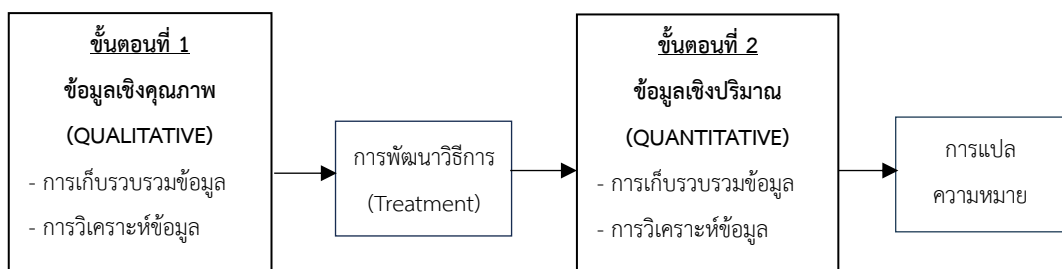 ขั้นตอนที่ 1
ข้อมูลเชิงคุณภาพ
(QUALITATIVE)
- การเก็บรวบรวมข้อมูล
- การวิเคราะห์ข้อมูล
การพัฒนาวิธีการ
(Treatment)
ขั้นตอนที่ 2
ข้อมูลเชิงปริมาณ
(QUANTITATIVE)
- การเก็บรวบรวมข้อมูล
- การวิเคราะห์ข้อมูล
การแปล
ความหมาย